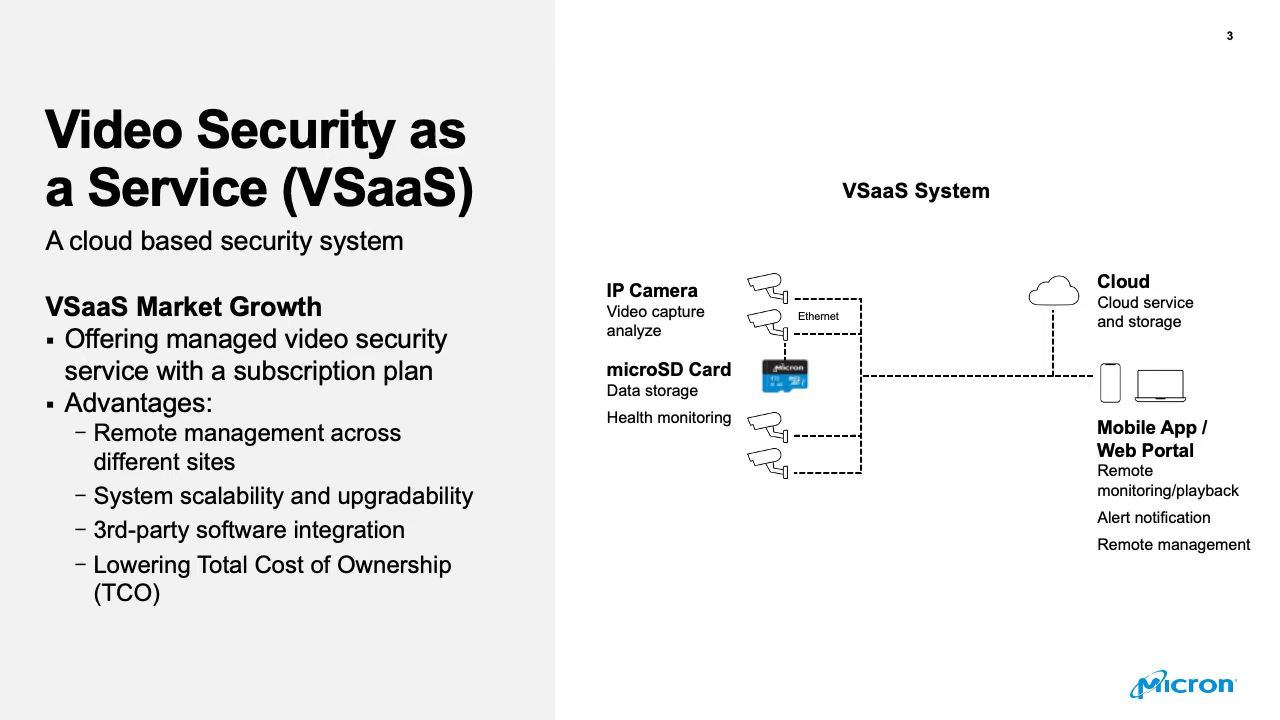 3
Video Security as
a Service (VSaaS)
A cloud based security system
VSaaS Market Growth
▪ Offering managed video security
service with a subscription plan
▪ Advantages:
− Remote management across
different sites
− System scalability and upgradability
− 3rd-party software integration
− Lowering Total Cost of Ownership
(TCO)
VSaaS System
IP Camera
Video capture
analyze
Ethernet
microSD Card
Data storage
Health monitoring
Micron
Cloud
Cloud service
and storage
Mobile App /
Web Portal
Remote
monitoring/playback
Alert notification
Remote management
Micron